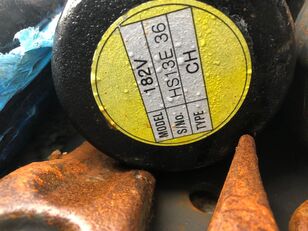 MODEL 182V
S/No: HS13E 36
TYPE CH